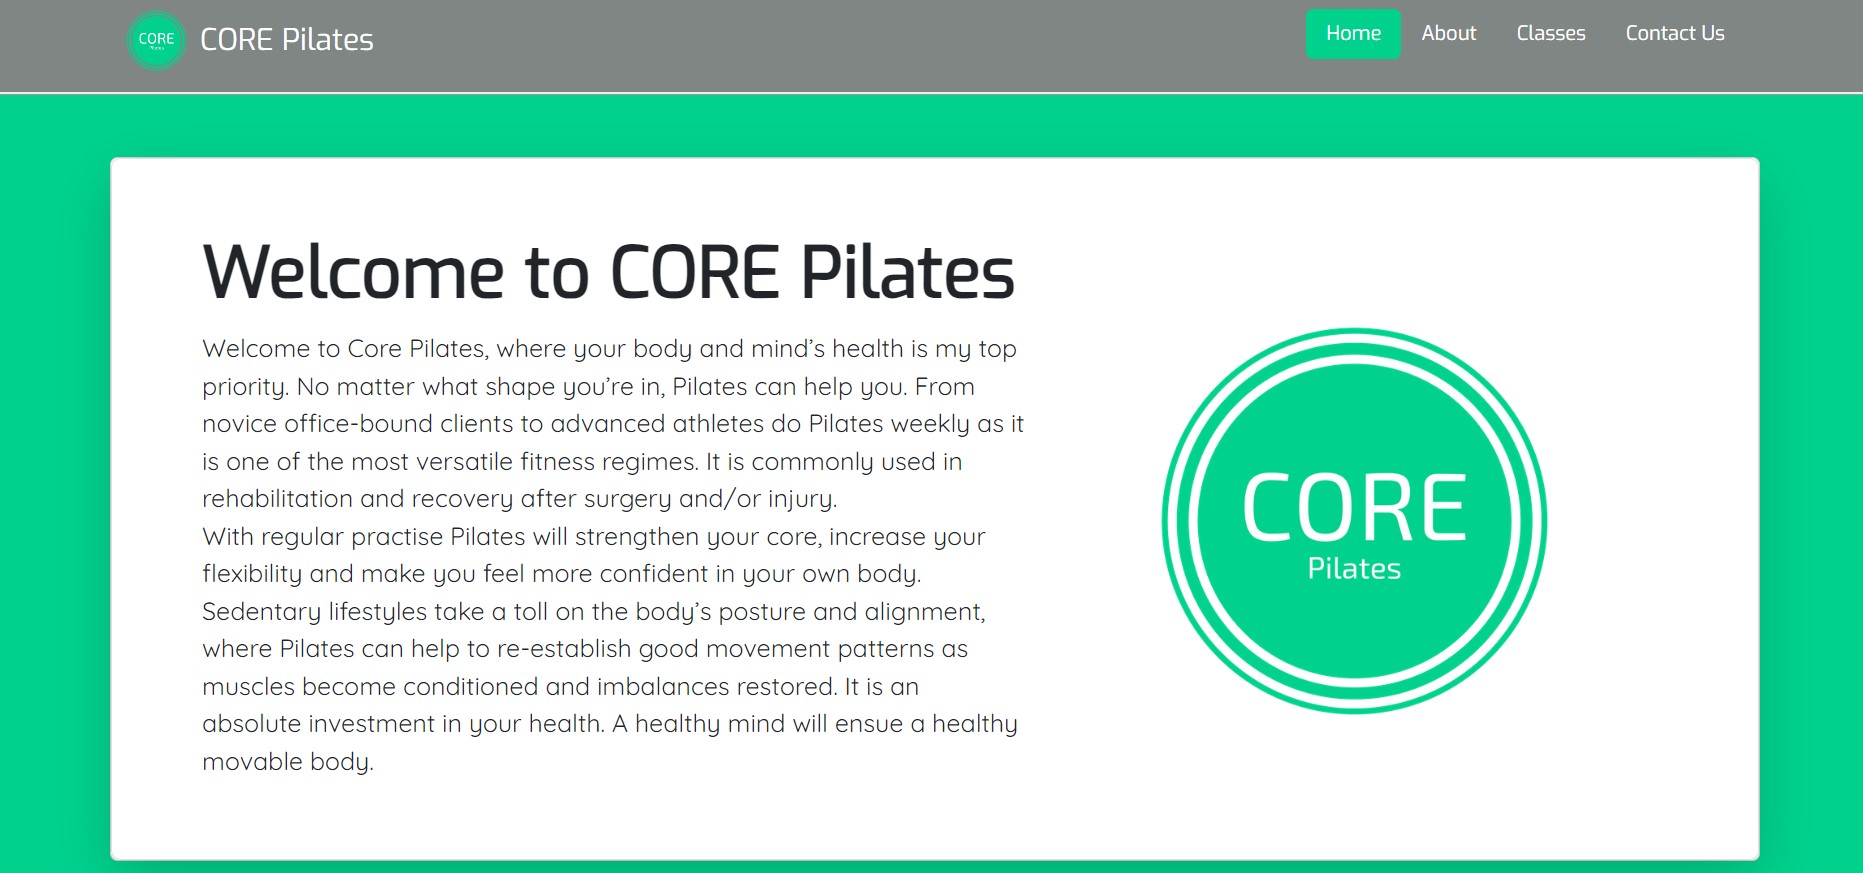 CORE
Pilates
CORE Pilates
Home
About
Classes
Contact Us
Welcome to CORE Pilates
Welcome to Core Pilates, where your body and mind’s health is my top
priority. No matter what shape you’re in, Pilates can help you. From
novice office-bound clients to advanced athletes do Pilates weekly as it
is one of the most versatile fitness regimes. It is commonly used in
rehabilitation and recovery after surgery and/or injury.
With regular practise Pilates will strengthen your core, increase your
flexibility and make you feel more confident in your own body.
Sedentary lifestyles take a toll on the body’s posture and alignment,
where Pilates can help to re-establish good movement patterns as
muscles become conditioned and imbalances restored. It is an
absolute investment in your health. A healthy mind will ensue a healthy
movable body.
CORE
Pilates